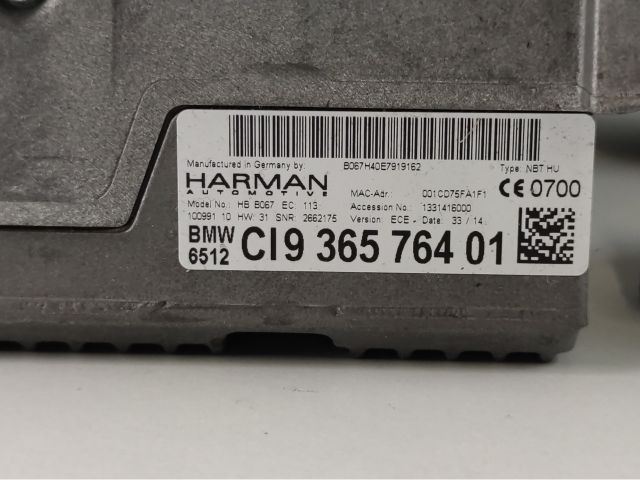 B067H40E7919162
Manufactured in Germany by: Type: NBT HU
HARMAN
AUTOMOTIVE
MAC-Adr.: 001CD75FA1F1 CE 0700
Model No.: HB B067 EC: 113 Accession No.: 1331416000
100991 10 HW: 31 SNR: 2662175 Version: ECE - Date: 33 / 14
BMW
6512 CI 9 365 764 01